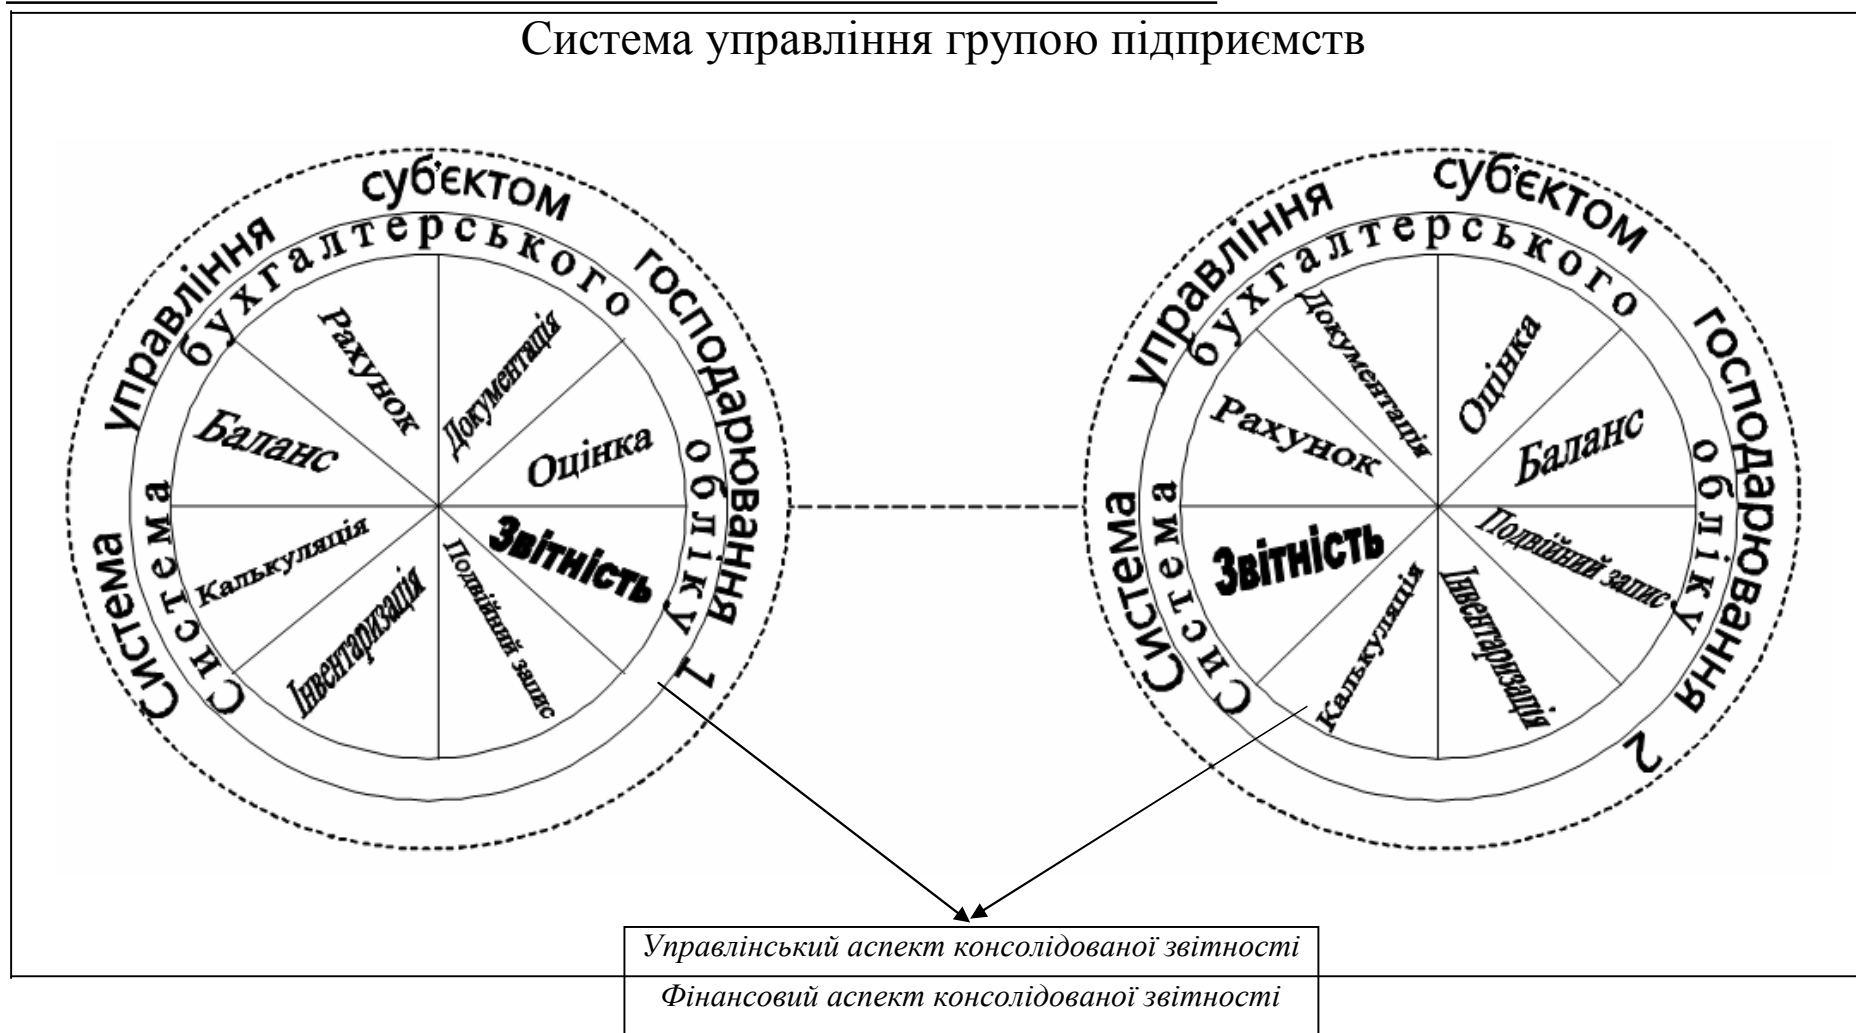 Система управління групою підприємств
Система управління суб'єктом господарювання 1
Система бухгалтерського обліку
Рахунок
Документація
Баланс
Оцінка
Калькуляція
Звітність
Інвентаризація
Подвійний запис
Система управління суб'єктом господарювання 2
Система бухгалтерського обліку
Документація
Оцінка
Рахунок
Баланс
Звітність
Подвійний запис
Калькуляція
Інвентаризація
Управлінський аспект консолідованої звітності
Фінансовий аспект консолідованої звітності